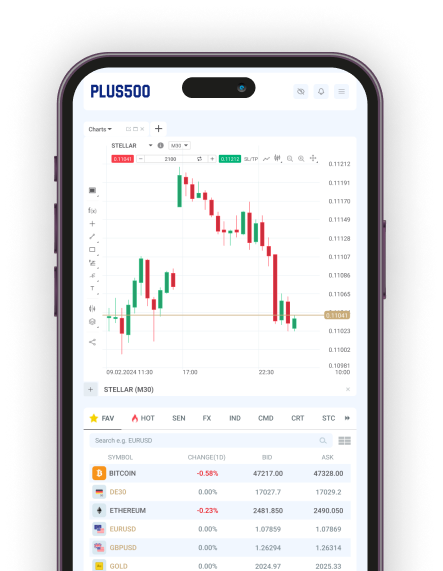 PLUS500
Charts
STELLAR M30
0.11041 − 2100 + 0.11212 SL/TP
0.11212
0.11191
0.11170
0.11149
0.11128
0.11107
0.11086
0.11065
0.11041
0.11023
0.11002
0.10981
f(x)
T
09.02.2024 11:30 17:00 22:30 10:00
+ STELLAR (M30) ×
FAV HOT SEN FX IND CMD CRT STC
Search e.g. EURUSD
SYMBOL CHANGE(1D) BID ASK
BITCOIN -0.58% 47217.00 47328.00
DE30 0.00% 17027.7 17029.2
ETHEREUM -0.23% 2481.850 2490.050
EURUSD 0.00% 1.07859 1.07869
GBPUSD 0.00% 1.26294 1.26314
GOLD 0.00% 2024.97 2025.33